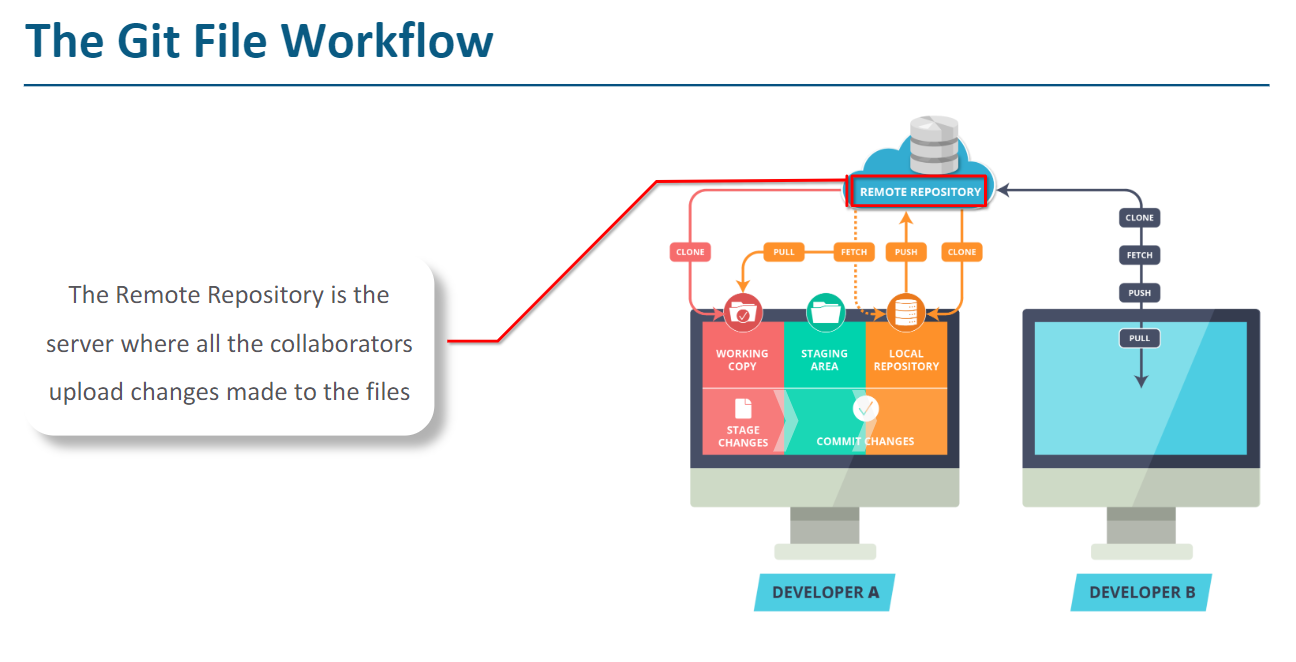 The Git File Workflow
REMOTE REPOSITORY
CLONE
CLONE
PULL
FETCH
PUSH
CLONE
FETCH
PUSH
The Remote Repository is the
server where all the collaborators
upload changes made to the files
PULL
WORKING
COPY
STAGING
AREA
LOCAL
REPOSITORY
STAGE
CHANGES
COMMIT CHANGES
DEVELOPER A
DEVELOPER B
CLONE